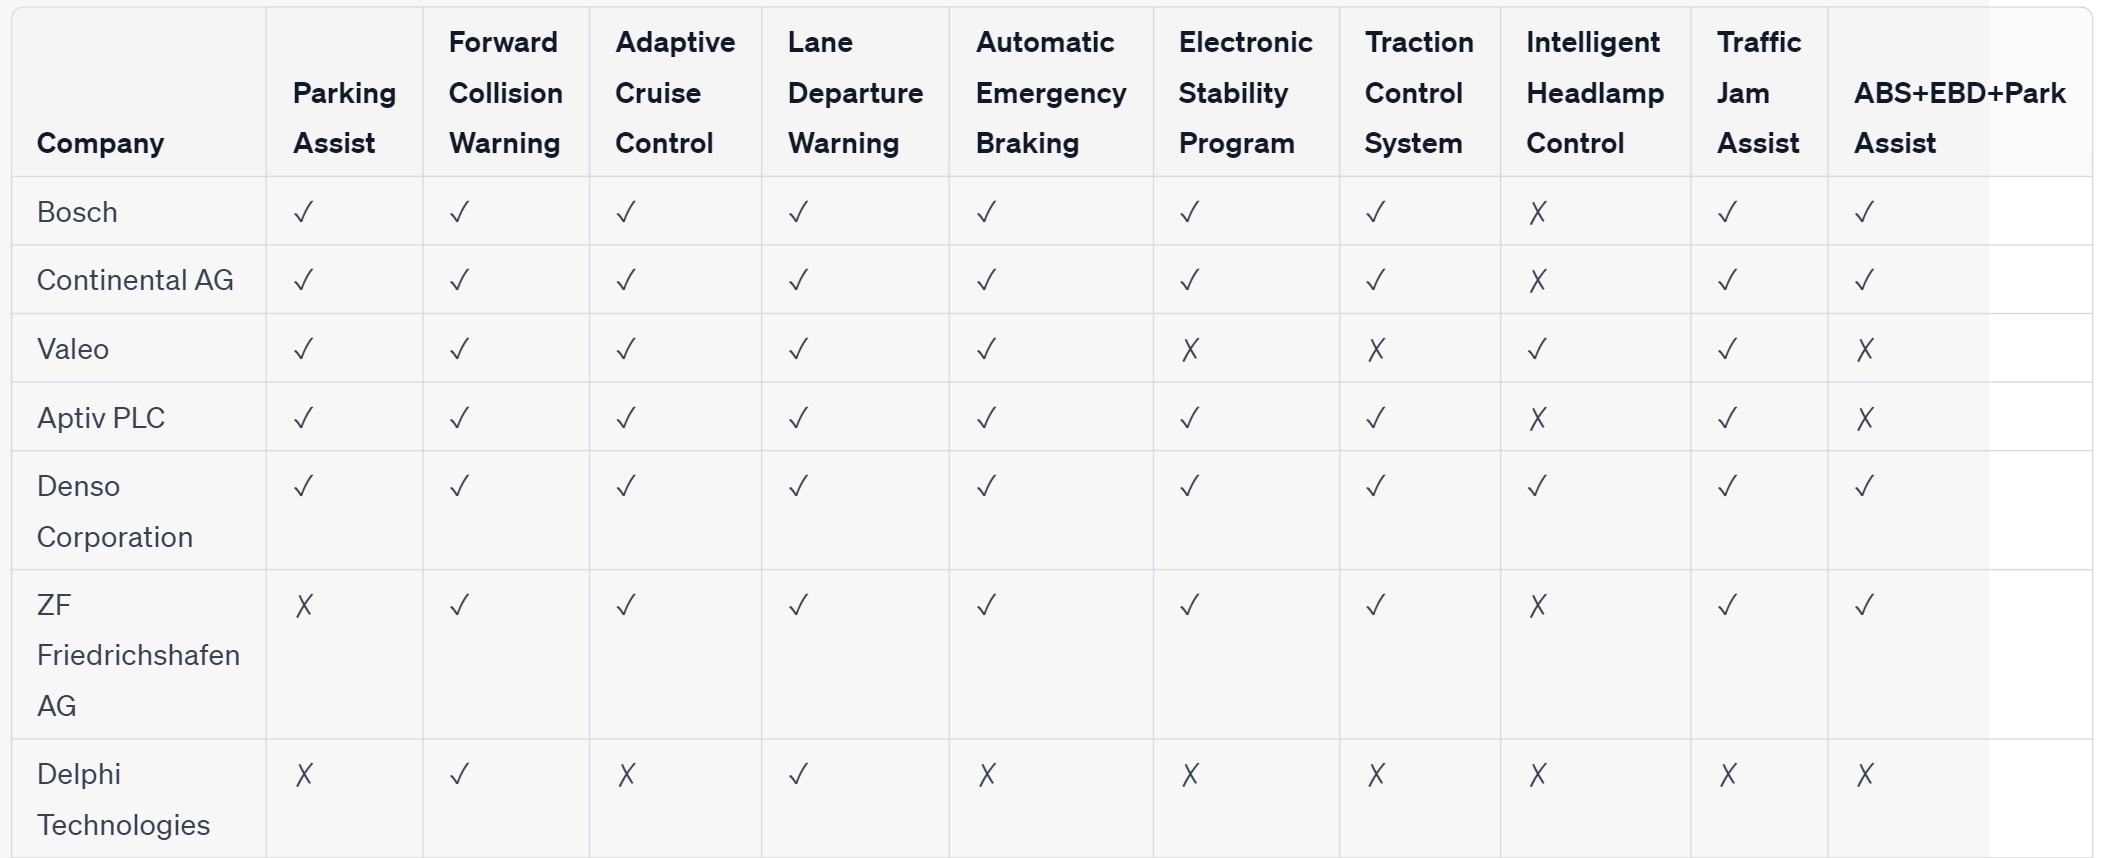 Company | Parking Assist | Forward Collision Warning | Adaptive Cruise Control | Lane Departure Warning | Automatic Emergency Braking | Electronic Stability Program | Traction Control System | Intelligent Headlamp Control | Traffic Jam Assist | ABS+EBD+Park Assist
Bosch ✓ ✓ ✓ ✓ ✓ ✓ ✓ ✗ ✓ ✓
Continental AG ✓ ✓ ✓ ✓ ✓ ✓ ✓ ✗ ✓ ✓
Valeo ✓ ✓ ✓ ✓ ✓ ✗ ✗ ✓ ✓ ✗
Aptiv PLC ✓ ✓ ✓ ✓ ✓ ✓ ✓ ✗ ✓ ✗
Denso Corporation ✓ ✓ ✓ ✓ ✓ ✓ ✓ ✓ ✓ ✓
ZF Friedrichshafen AG ✗ ✓ ✓ ✓ ✓ ✓ ✓ ✗ ✓ ✓
Delphi Technologies ✗ ✓ ✗ ✓ ✗ ✗ ✗ ✗ ✗ ✗